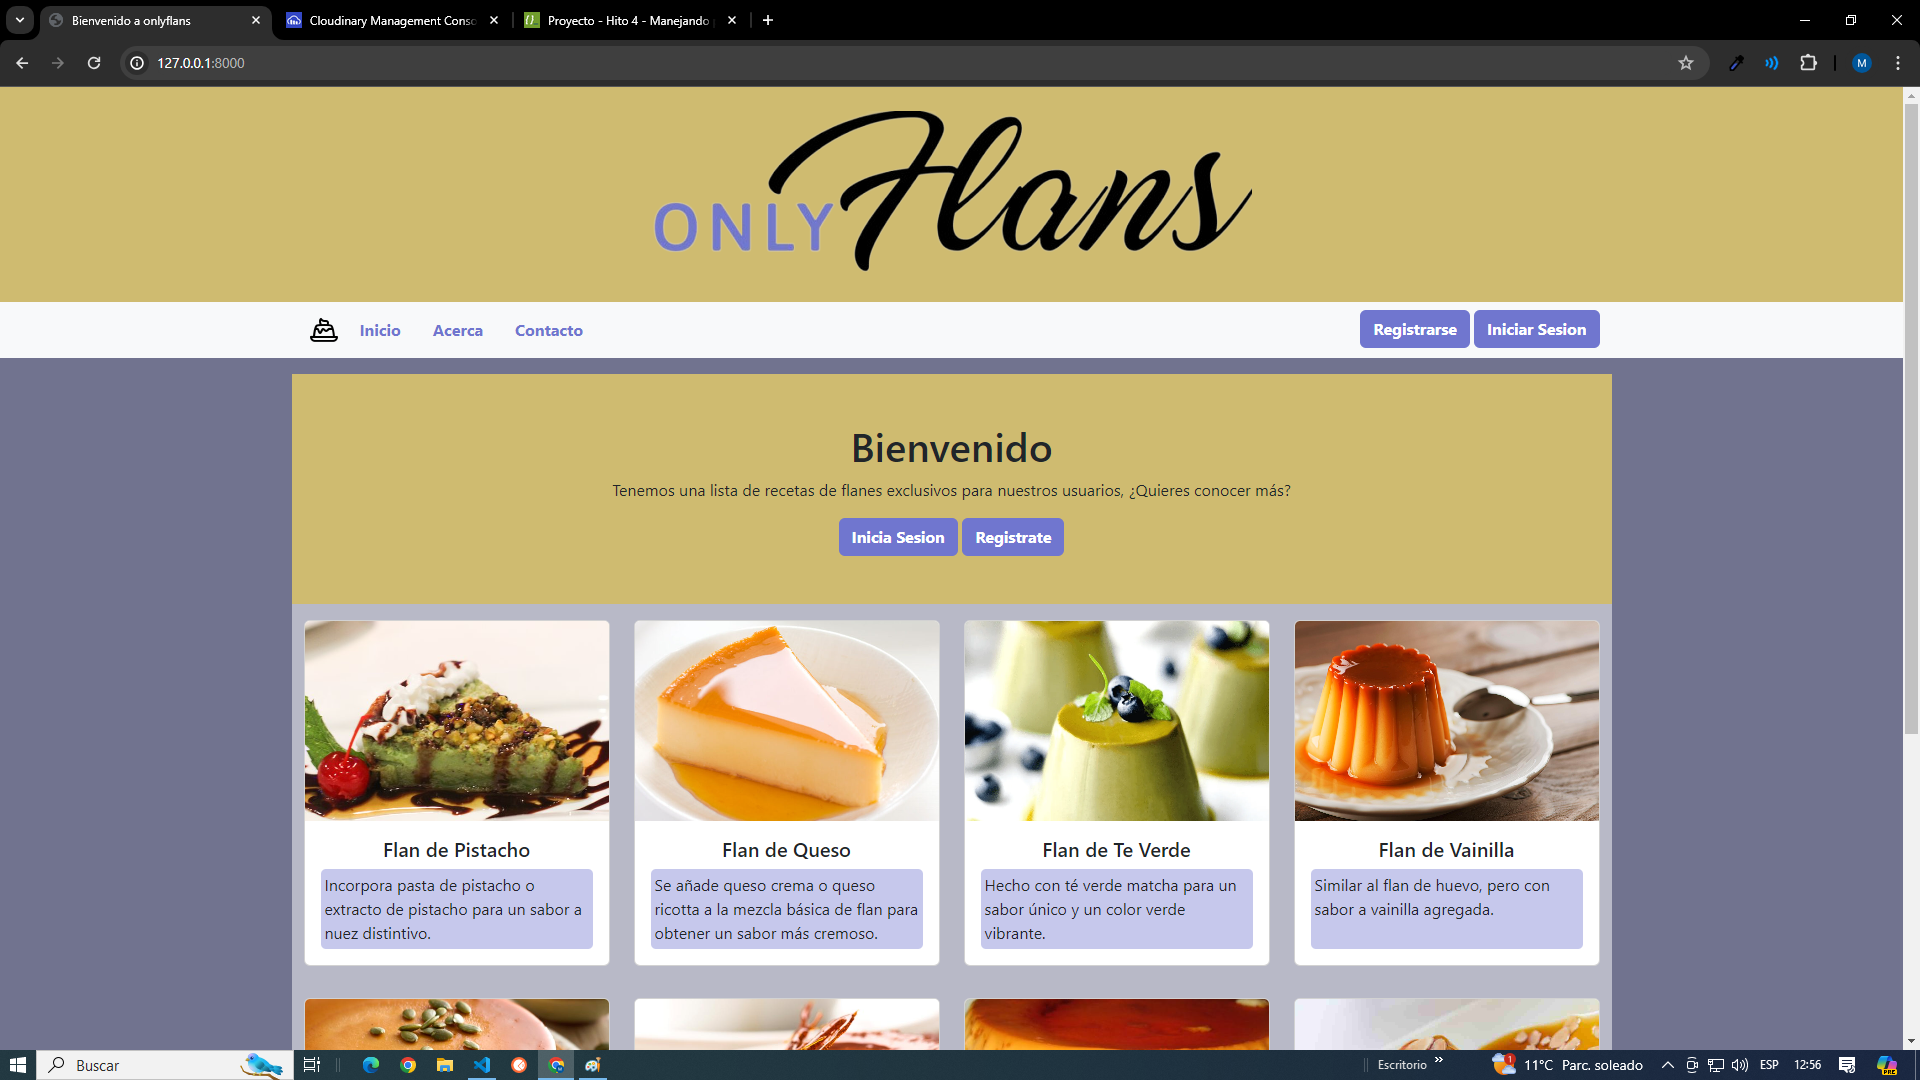 Bienvenido a onlyflans
Cloudinary Management Conso
Proyecto - Hito 4 - Manejando
127.0.0.1:8000
M
ONLY Flans
Inicio
Acerca
Contacto
Registrarse
Iniciar Sesion
Bienvenido
Tenemos una lista de recetas de flanes exclusivos para nuestros usuarios, ¿Quieres conocer más?
Inicia Sesion
Registrate
Flan de Pistacho
Incorpora pasta de pistacho o
extracto de pistacho para un sabor a
nuez distintivo.
Flan de Queso
Se añade queso crema o queso
ricotta a la mezcla básica de flan para
obtener un sabor más cremoso.
Flan de Te Verde
Hecho con té verde matcha para un
sabor único y un color verde
vibrante.
Flan de Vainilla
Similar al flan de huevo, pero con
sabor a vainilla agregada.
Buscar
Escritorio
1
11°C Parc. soleado
ESP
12:56
PRE